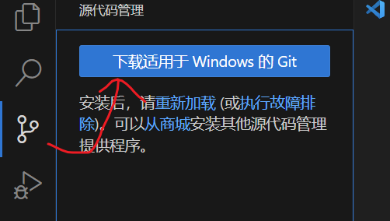 源代码管理
下载适用于 Windows 的 Git
安装后，请重新加载 (或执行故障排
除)。可以从商城安装其他源代码管理
提供程序。